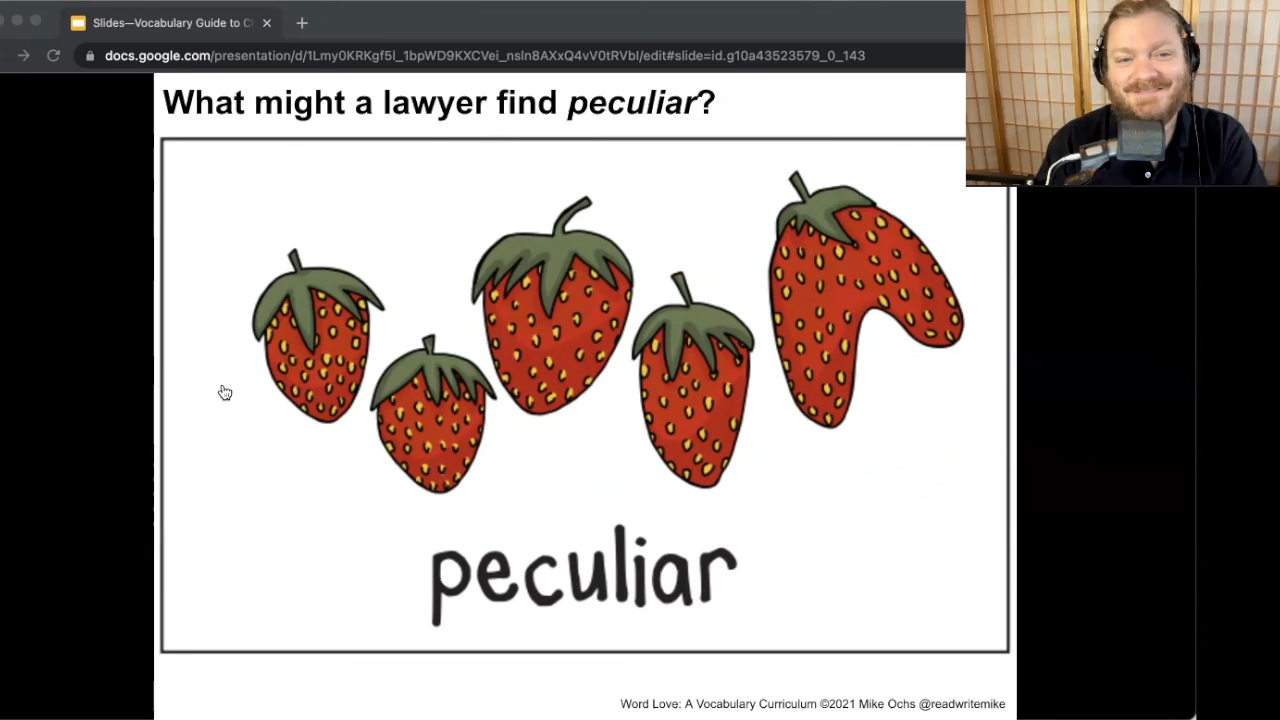 Slides—Vocabulary Guide to C
docs.google.com/presentation/d/1Lmy0KRKgf5l_1bpWD9KXCVei_nsln8AXxQ4vV0tRVbI/edit#slide=id.g10a43523579_0_143
What might a lawyer find peculiar?
peculiar
Word Love: A Vocabulary Curriculum ©2021 Mike Ochs @readwritemike